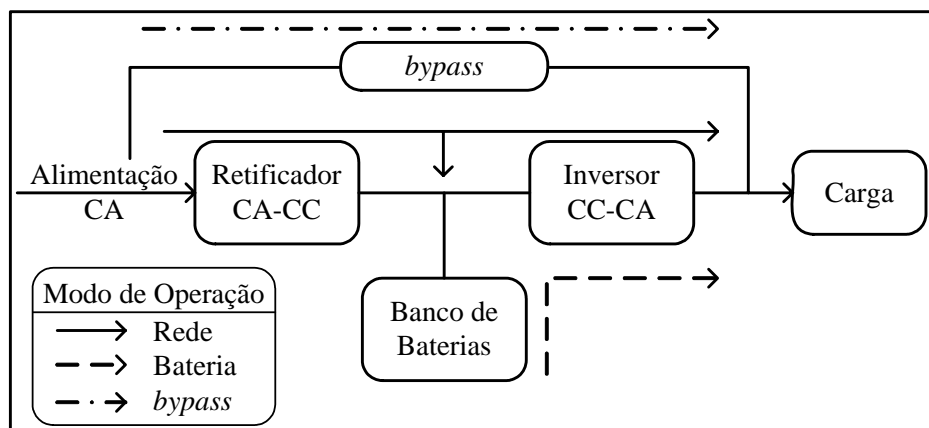 bypass
Alimentação
CA
Retificador
CA-CC
Inversor
CC-CA
Carga
Banco de
Baterias
Modo de Operação
Rede
Bateria
bypass